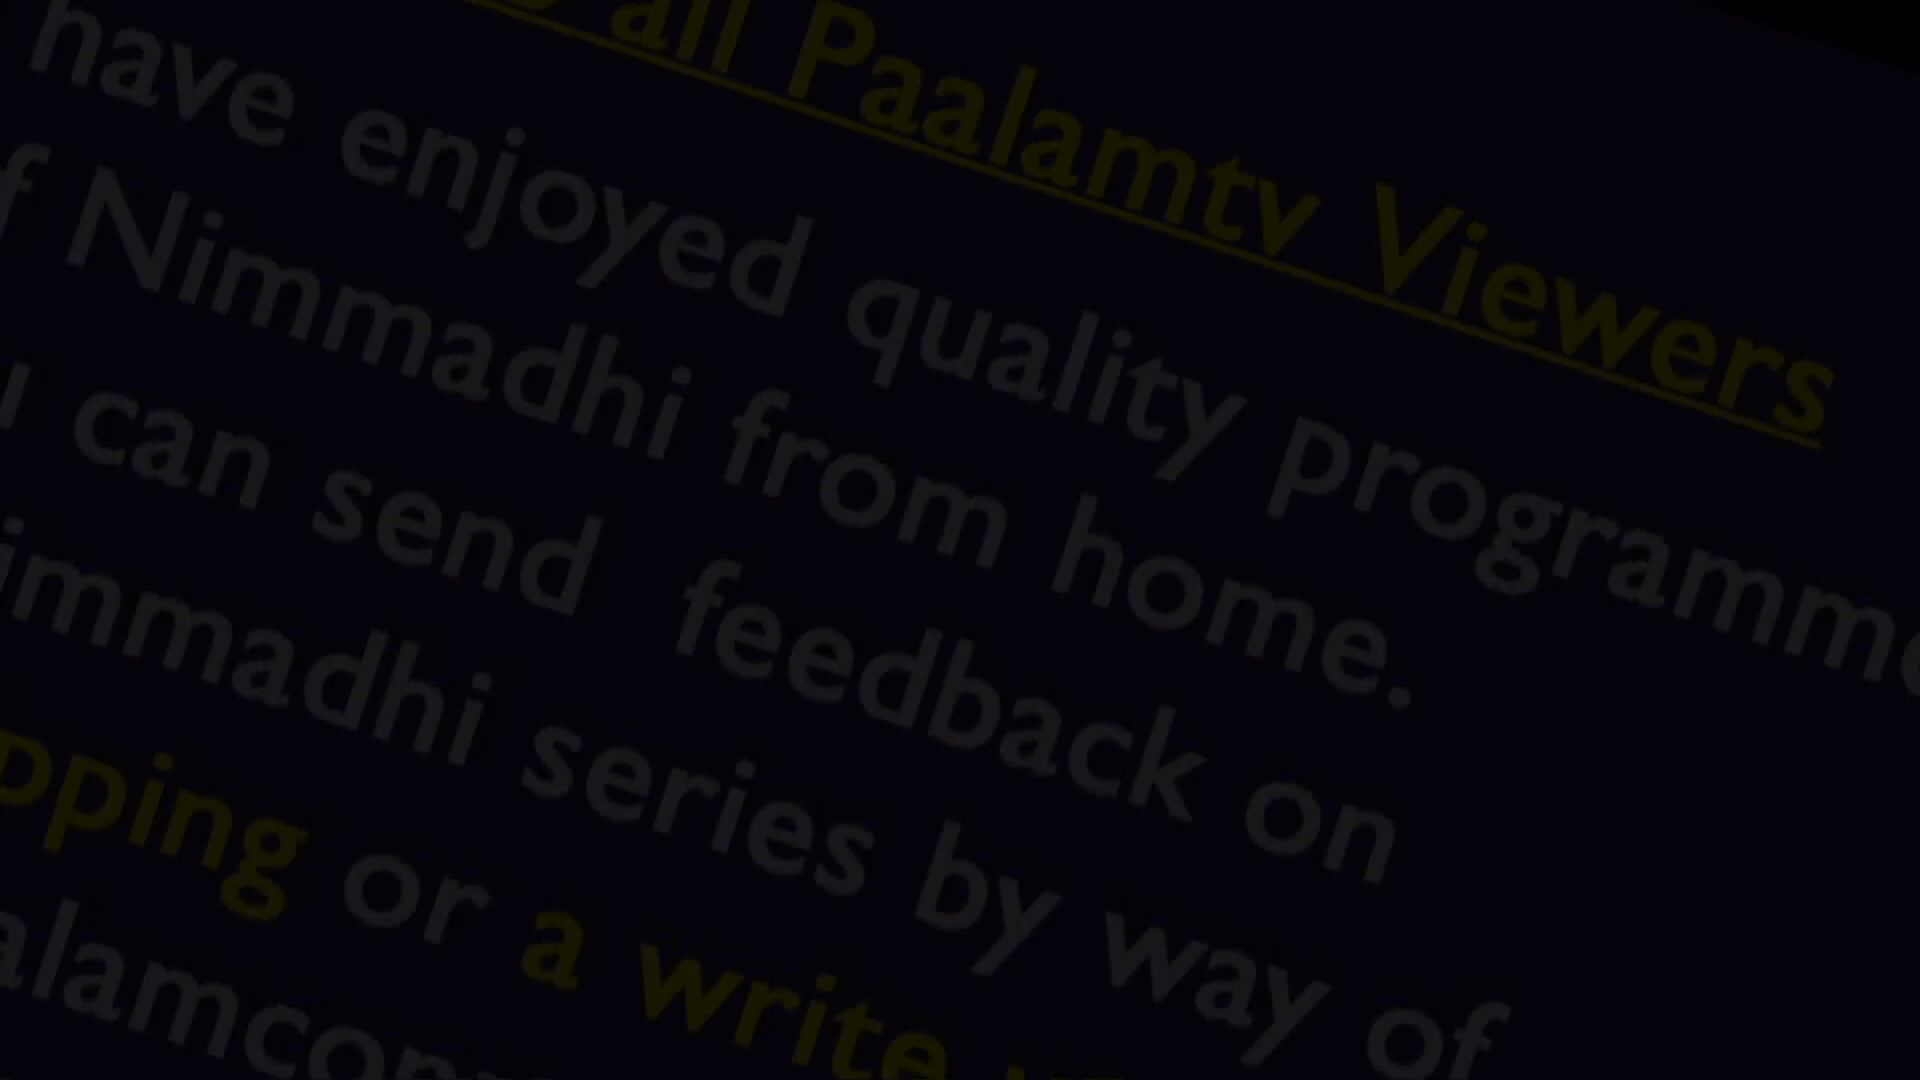 all Paalamtv Viewers
have enjoyed quality programme
f Nimmadhi from home.
can send feedback on
immadhi series by way of
pping or a write
alamcon